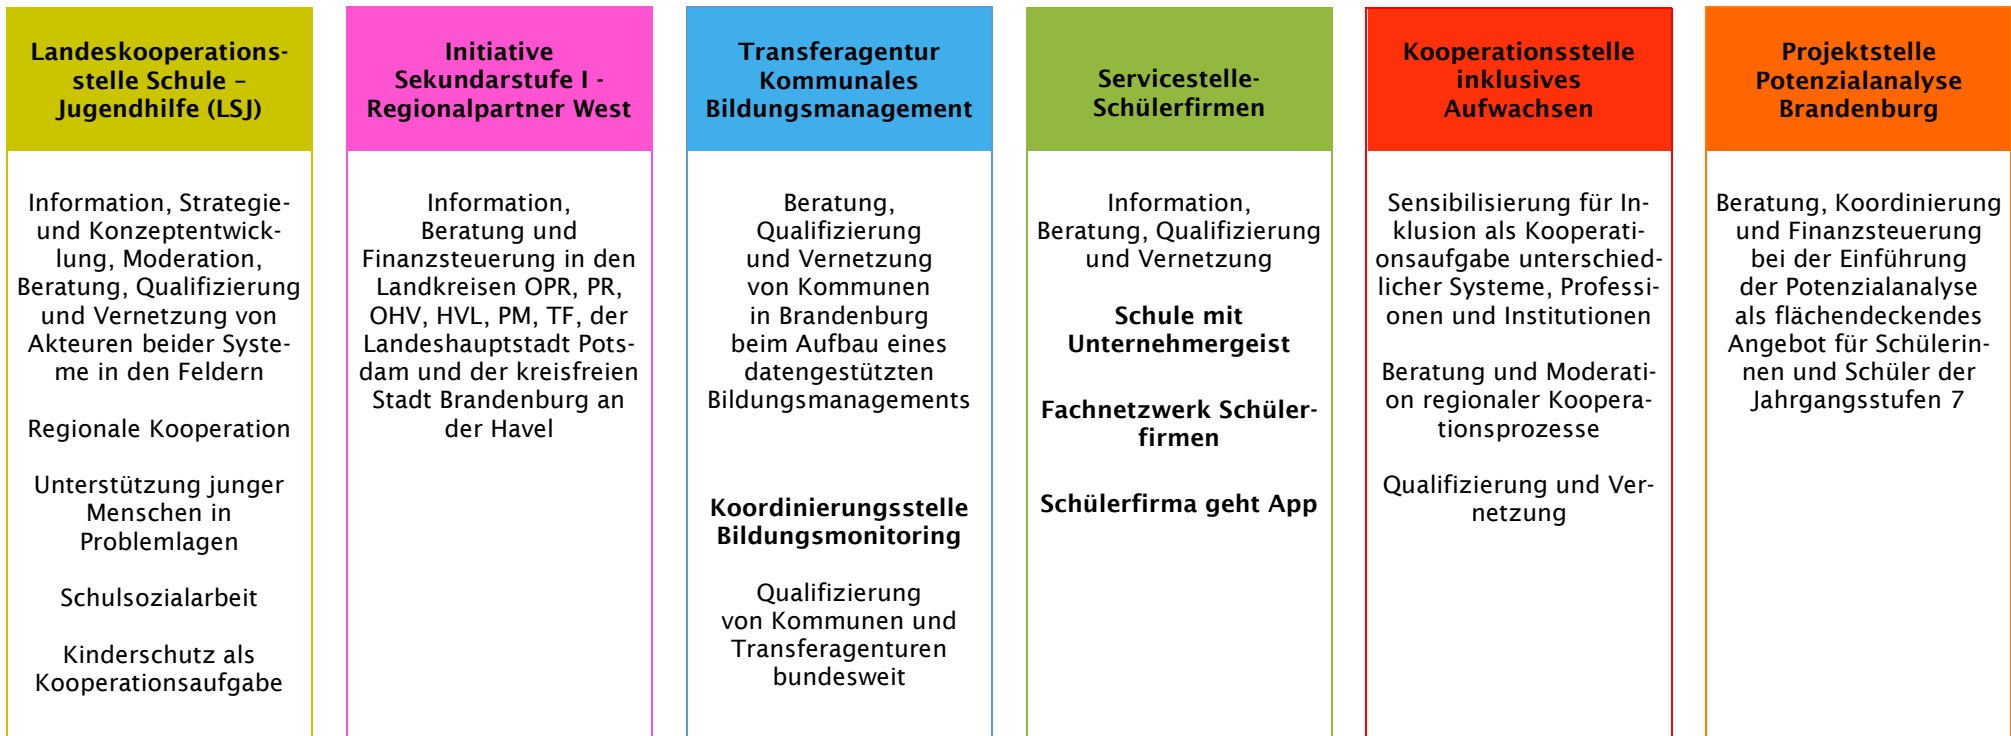 Landeskooperations-
stelle Schule –
Jugendhilfe (LSJ)
Information, Strategie-
und Konzeptentwick-
lung, Moderation,
Beratung, Qualifizierung
und Vernetzung von
Akteuren beider Syste-
me in den Feldern
Regionale Kooperation
Unterstützung junger
Menschen in
Problemlagen
Schulsozialarbeit
Kinderschutz als
Kooperationsaufgabe
Initiative
Sekundarstufe I -
Regionalpartner West
Information,
Beratung und
Finanzsteuerung in den
Landkreisen OPR, PR,
OHV, HVL, PM, TF, der
Landeshauptstadt Pots-
dam und der kreisfreien
Stadt Brandenburg an
der Havel
Transferagentur
Kommunales
Bildungsmanagement
Beratung,
Qualifizierung
und Vernetzung
von Kommunen
in Brandenburg
beim Aufbau eines
datengestützten
Bildungsmanagements
Koordinierungsstelle
Bildungsmonitoring
Qualifizierung
von Kommunen und
Transferagenturen
bundesweit
Servicestelle-
Schülerfirmen
Information,
Beratung, Qualifizierung
und Vernetzung
Schule mit
Unternehmergeist
Fachnetzwerk Schüler-
firmen
Schülerfirma geht App
Kooperationsstelle
inklusives
Aufwachsen
Sensibilisierung für In-
klusion als Kooperati-
onsaufgabe unterschied-
licher Systeme, Professi-
onen und Institutionen
Beratung und Moderati-
on regionaler Koopera-
tionsprozesse
Qualifizierung und Ver-
netzung
Projektstelle
Potenzialanalyse
Brandenburg
Beratung, Koordinierung
und Finanzsteuerung
bei der Einführung
der Potenzialanalyse
als flächendeckendes
Angebot für Schülerin-
nen und Schüler der
Jahrgangsstufen 7